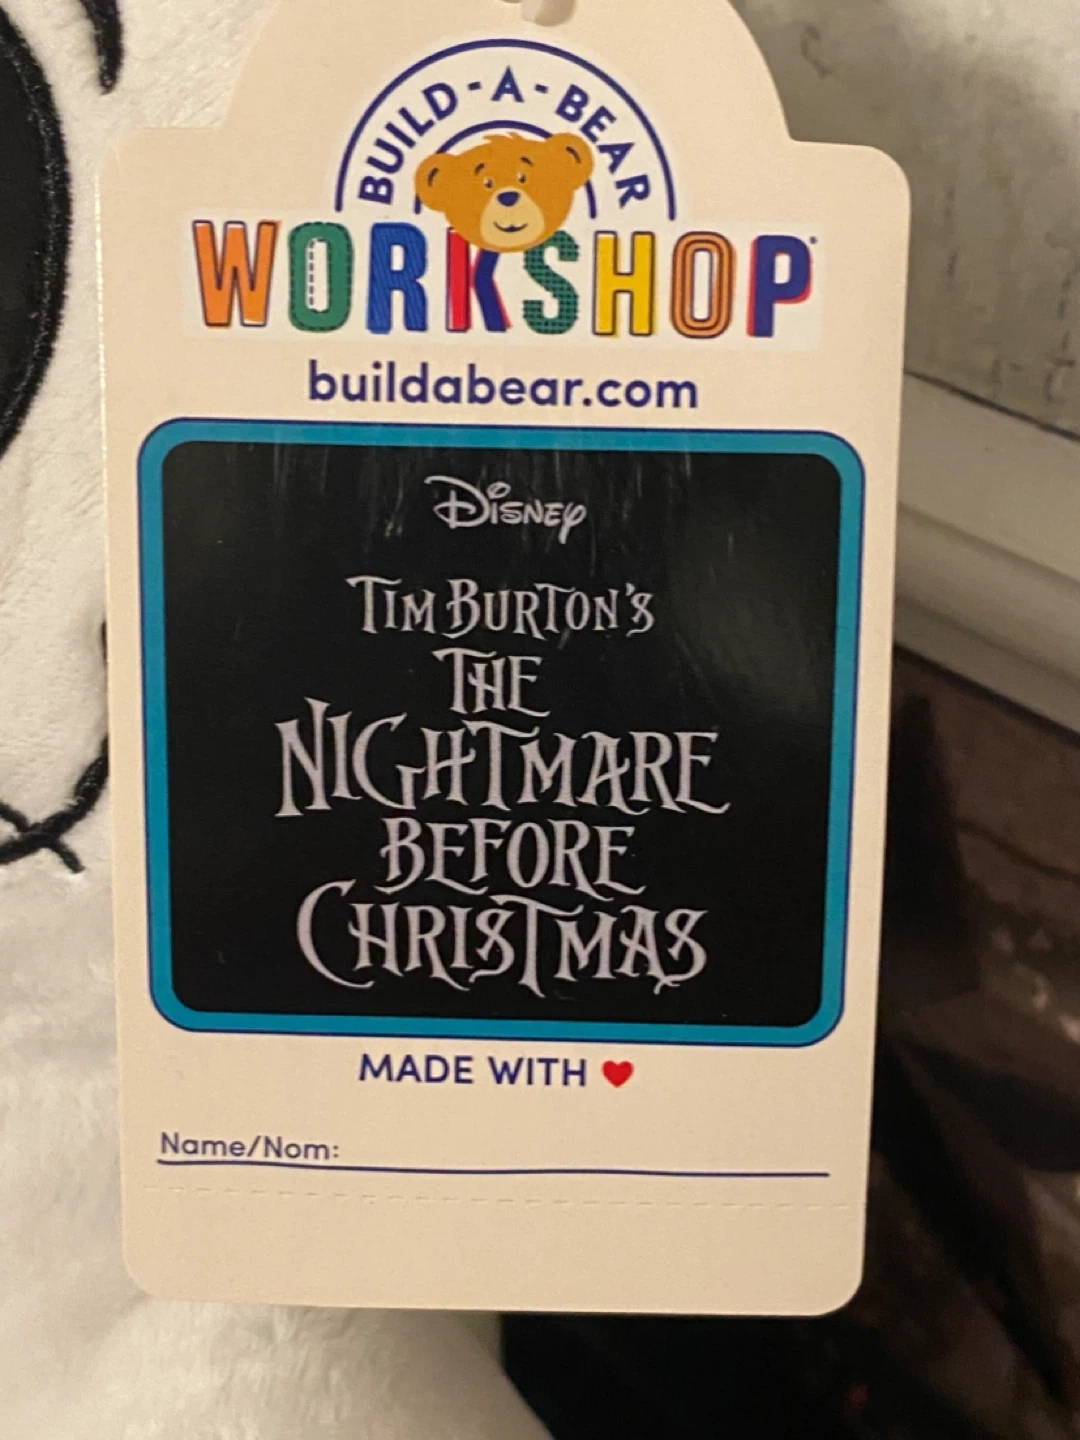 BUILD-A-BEAR
WORKSHOP
buildabear.com
Disney
TIM BURTON'S
THE
NIGHTMARE
BEFORE
CHRISTMAS
MADE WITH ❤
Name/Nom: